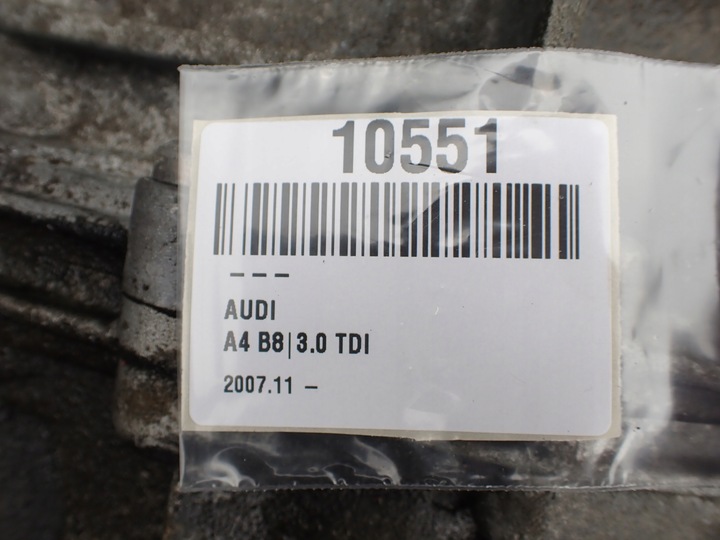 10551
---
AUDI
A4 B8|3.0 TDI
2007.11 -